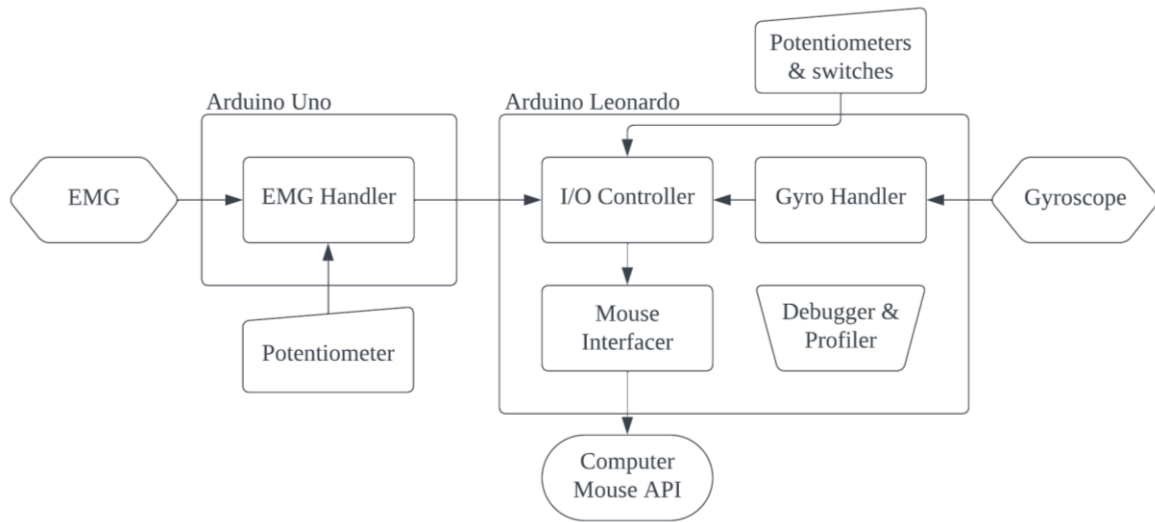 Potentiometers
& switches
Arduino Uno
Arduino Leonardo
EMG
EMG Handler
I/O Controller
Gyro Handler
Gyroscope
Potentiometer
Mouse
Interfacer
Debugger &
Profiler
Computer
Mouse API